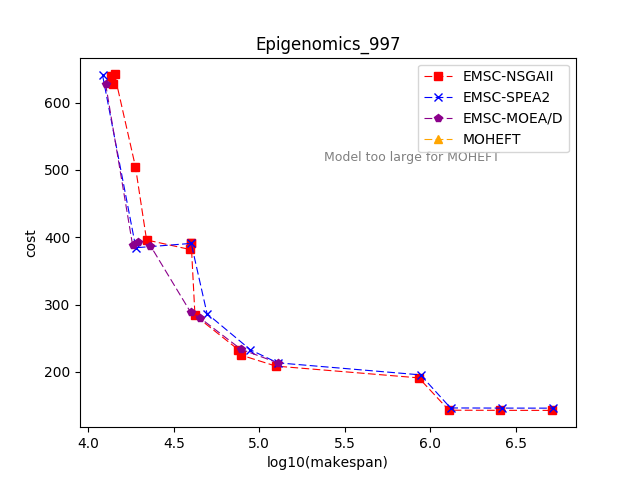 Epigenomics_997
EMSC-NSGAII
EMSC-SPEA2
EMSC-MOEA/D
MOHEFT
Model too large for MOHEFT
cost
600
500
400
300
200
4.0 4.5 5.0 5.5 6.0 6.5
log10(makespan)